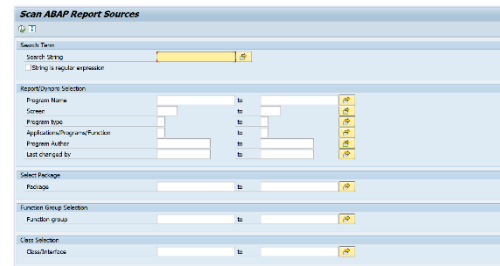 Scan ABAP Report Sources
Search Term
Search String
String is regular expression
Report/Dynpro Selection
Program Name to
Screen to
Program type to
Applications/Programs/Function to
Program Author to
Last changed by to
Select Package
Package to
Function Group Selection
Function group to
Class Selection
Class/Interface to